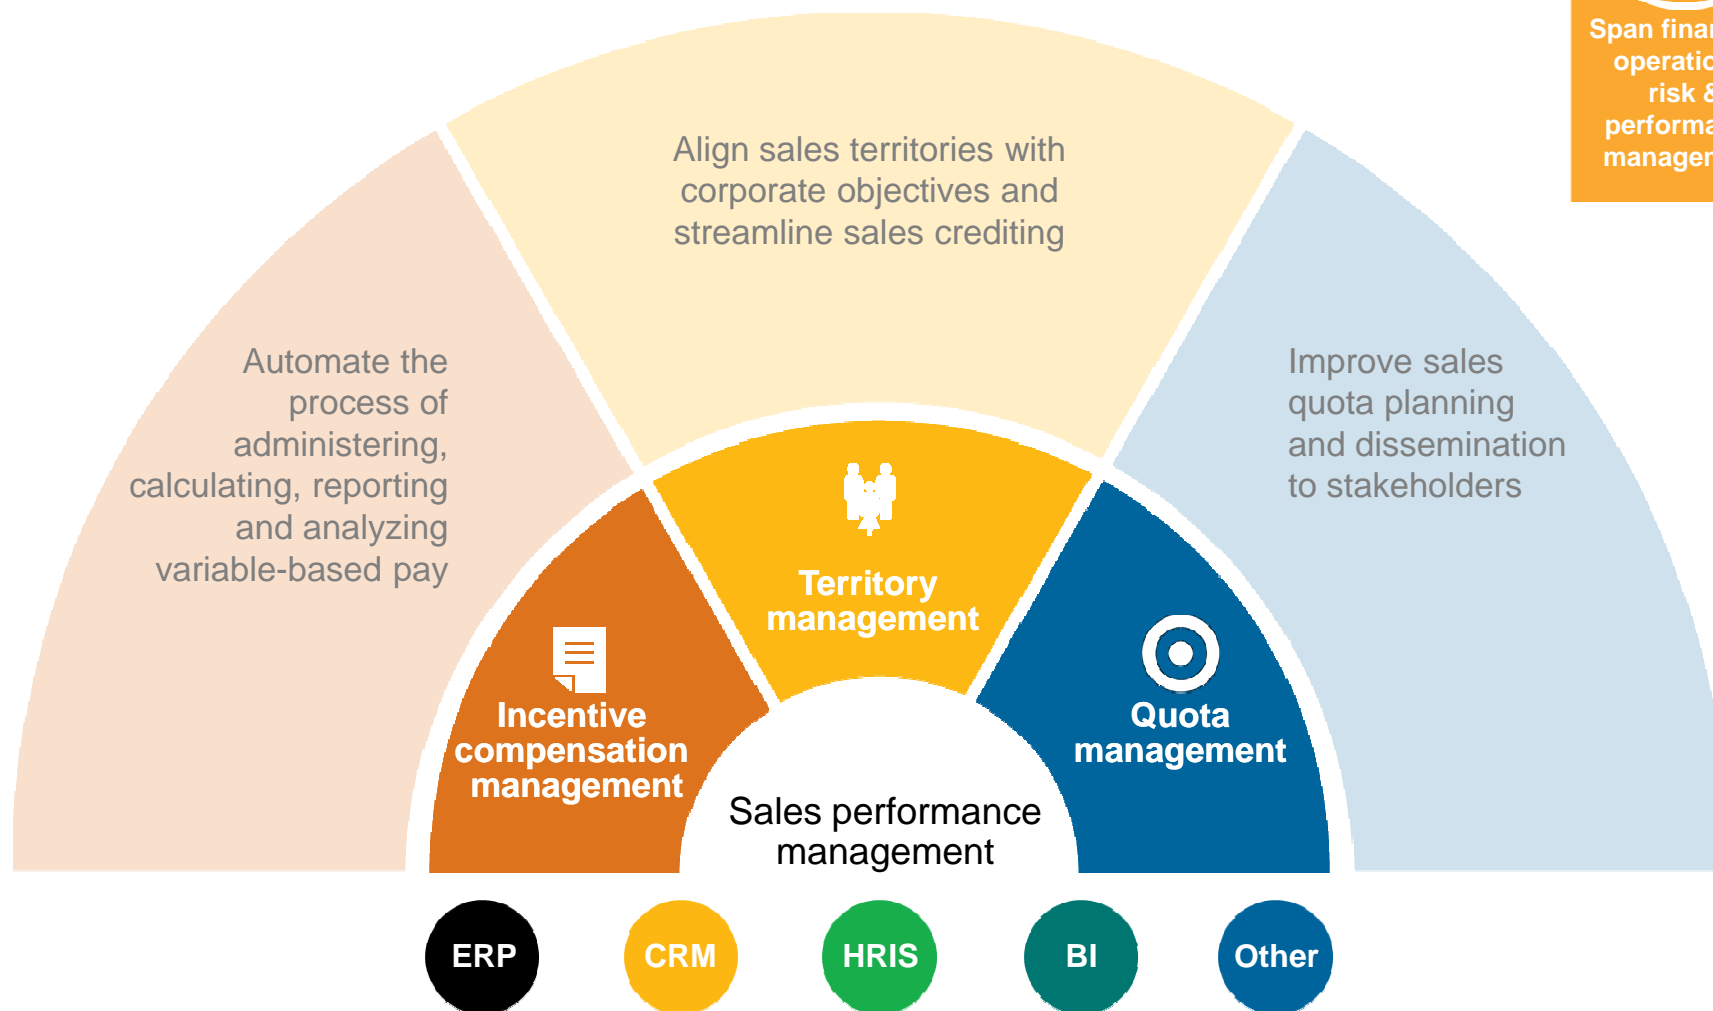 Span
risk &
Align sales territories with
corporate objectives and
streamline sales crediting
Automate the
process of
administering,
calculating, reporting
and analyzing
variable-based pay
Improve sales
quota planning
and dissemination
to stakeholders
Territory
management
Incentive
compensation
management
Quota
management
Sales performance
management
ERP
CRM
HRIS
BI
Other